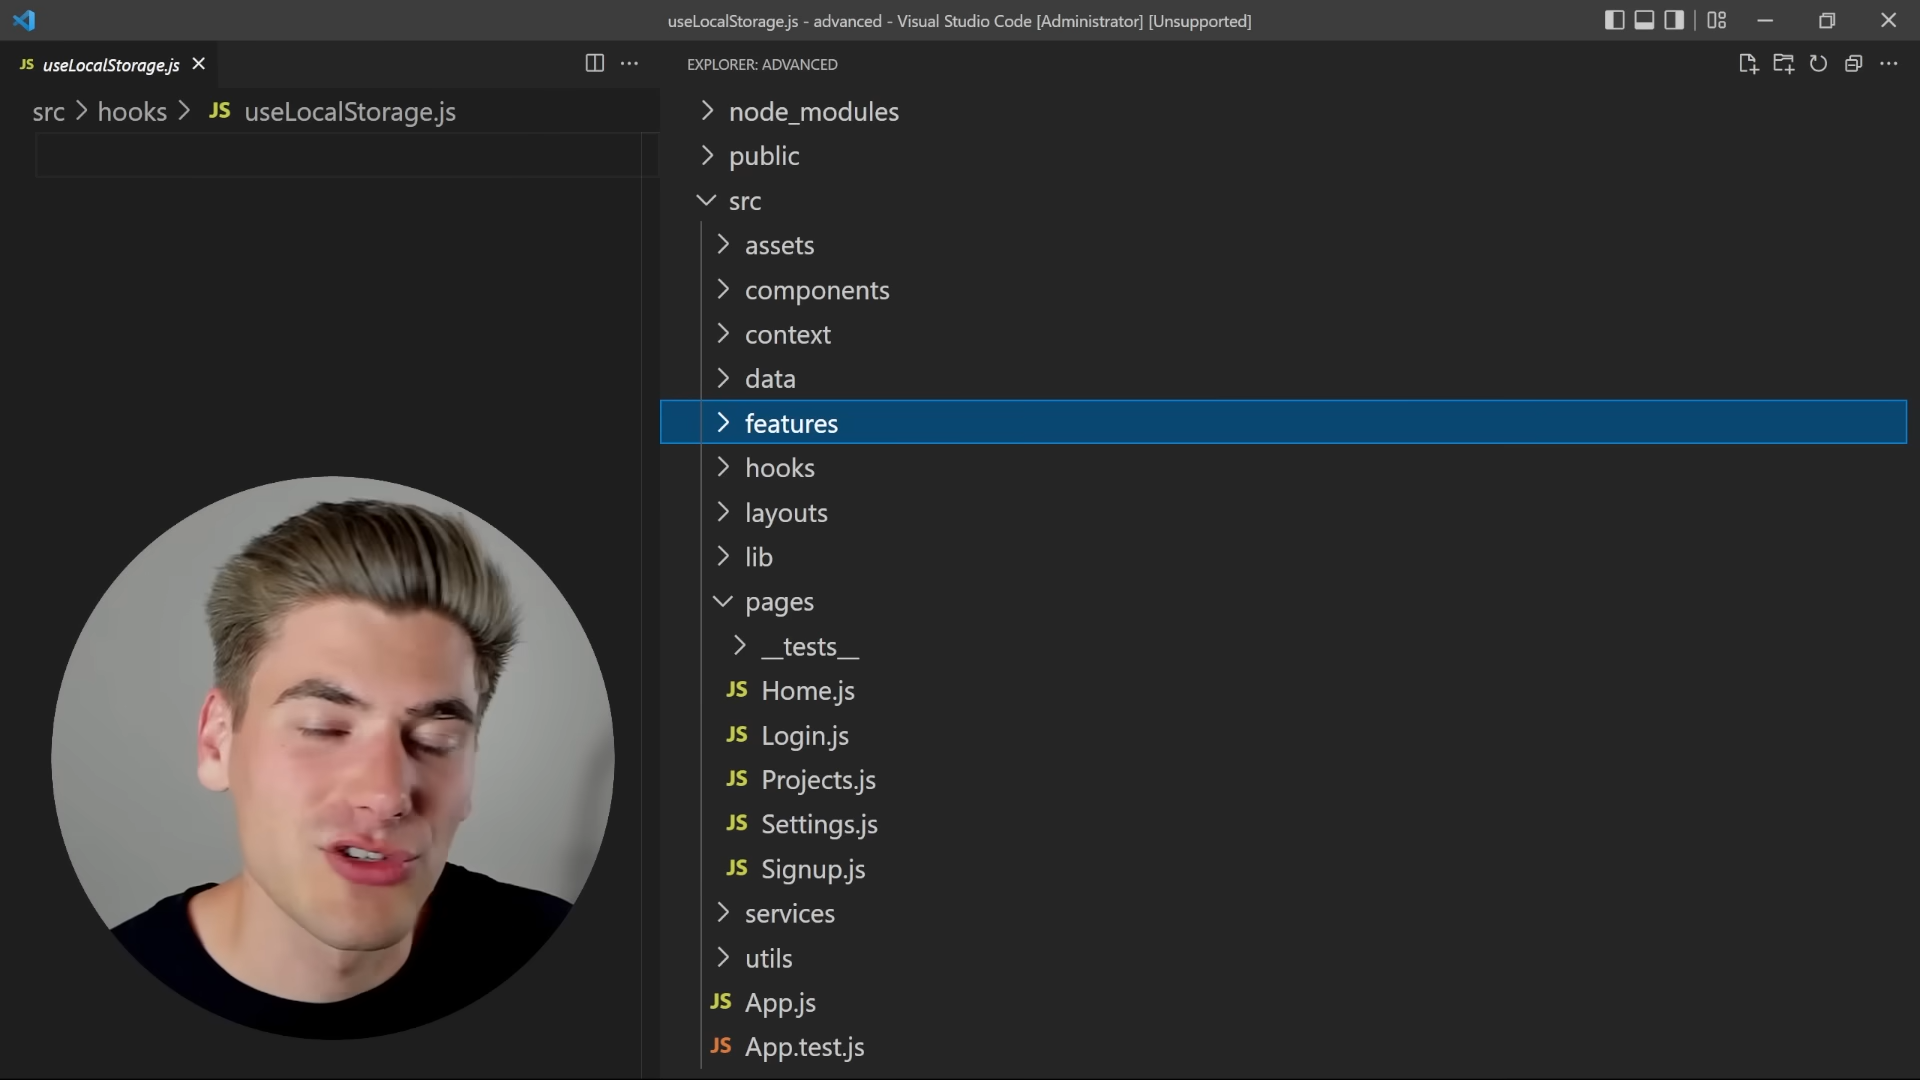 useLocalStorage.js - advanced - Visual Studio Code [Administrator] [Unsupported]
JS useLocalStorage.js
src > hooks > JS useLocalStorage.js
EXPLORER: ADVANCED
node_modules
public
src
assets
components
context
data
features
hooks
layouts
lib
pages
__tests__
JS Home.js
JS Login.js
JS Projects.js
JS Settings.js
JS Signup.js
services
utils
JS App.js
JS App.test.js